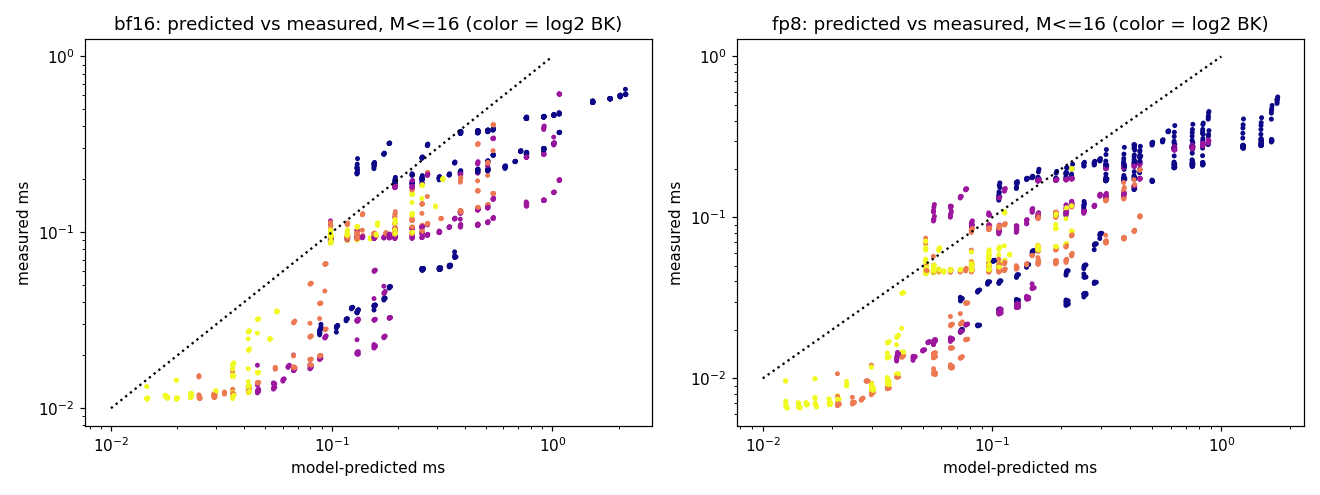 bf16: predicted vs measured, M<=16 (color = log2 BK)
measured ms
10⁰
10⁻¹
10⁻²
10⁻² 10⁻¹ 10⁰
model-predicted ms
fp8: predicted vs measured, M<=16 (color = log2 BK)
measured ms
10⁰
10⁻¹
10⁻²
10⁻² 10⁻¹ 10⁰
model-predicted ms